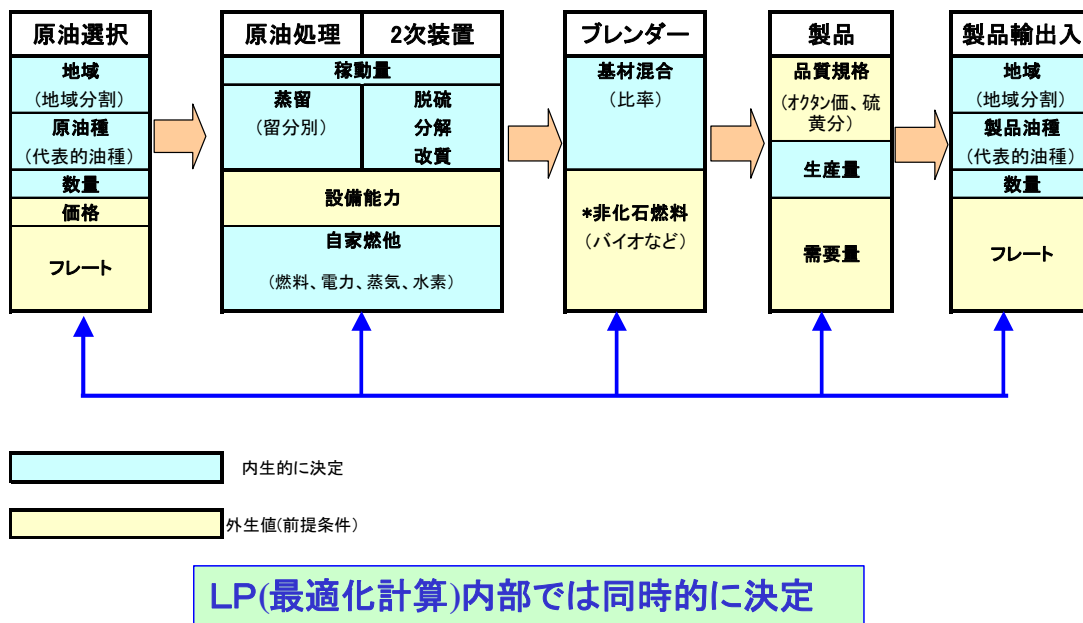 原油選択
地域
(地域分割)
原油種
(代表的油種)
数量
価格
フレート
原油処理
2次装置
稼動量
蒸留
(留分別)
脱硫
分解
改質
設備能力
自家燃他
(燃料、電力、蒸気、水素)
ブレンダー
基材混合
(比率)
*非化石燃料
(バイオなど)
製品
品質規格
(オクタン価、硫
黄分)
生産量
需要量
製品輸出入
地域
(地域分割)
製品油種
(代表的油種)
数量
フレート
内生的に決定
外生値(前提条件)
LP(最適化計算)内部では同時的に決定